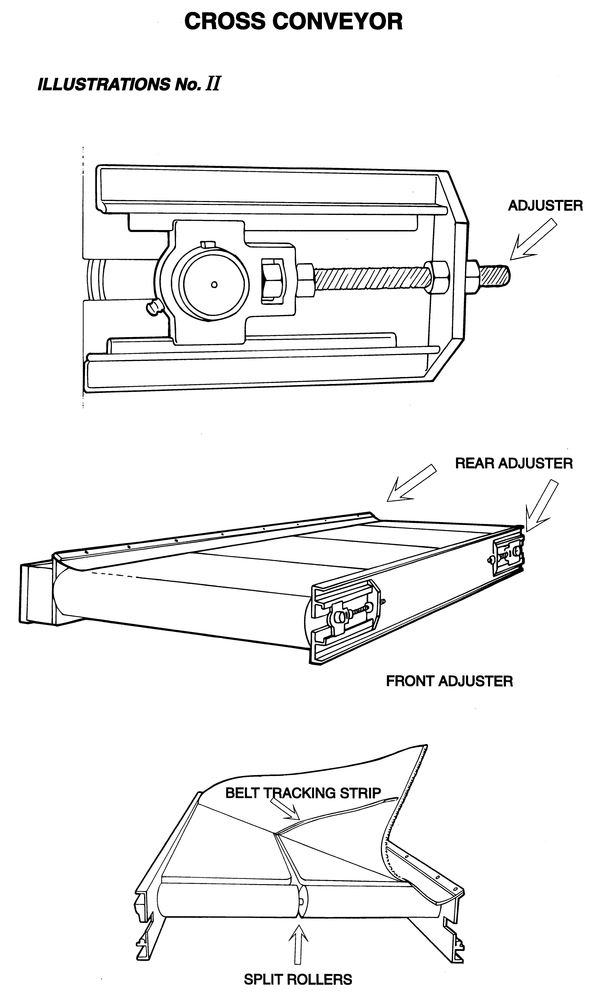 CROSS CONVEYOR
ILLUSTRATIONS No. II
ADJUSTER
REAR ADJUSTER
FRONT ADJUSTER
BELT TRACKING STRIP
SPLIT ROLLERS